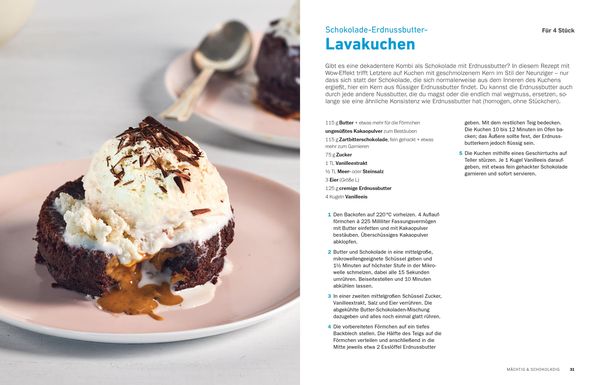 Schokolade-Erdnussbutter-
Lavakuchen
Für 4 Stück
Gibt es eine dekadentere Kombi als Schokolade mit Erdnussbutter? In diesem Rezept mit
Wow-Effekt trifft Letztere auf Kuchen mit geschmolzenem Kern im Stil der Neunziger – nur
dass sich statt der Schokolade, die sich normalerweise aus dem Inneren des Kuchens
ergießt, hier ein Kern aus flüssiger Erdnussbutter findet. Du kannst die Erdnussbutter auch
durch jede andere Nussbutter, die du magst oder die endlich mal wegmuss, ersetzen, so-
lange sie eine ähnliche Konsistenz wie Erdnussbutter hat (homogen, ohne Stückchen).
115 g Butter + etwas mehr für die Förmchen
ungesüßtes Kakaopulver zum Bestäuben
115 g Zartbitterschokolade, fein gehackt + etwas
mehr zum Garnieren
75 g Zucker
1 TL Vanilleextrakt
½ TL Meer- oder Steinsalz
3 Eier (Größe L)
125 g cremige Erdnussbutter
4 Kugeln Vanilleeis
1 Den Backofen auf 220 °C vorheizen. 4 Auflauf-
förmchen à 225 Milliliter Fassungsvermögen
mit Butter einfetten und mit Kakaopulver
bestäuben. Überschüssiges Kakaopulver
abklopfen.
2 Butter und Schokolade in eine mittelgroße,
mikrowellengeeignete Schüssel geben und
1½ Minuten auf höchster Stufe in der Mikro-
welle schmelzen, dabei alle 15 Sekunden
umrühren. Beiseitestellen und 10 Minuten
abkühlen lassen.
3 In einer zweiten mittelgroßen Schüssel Zucker,
Vanilleextrakt, Salz und Eier verrühren. Die
abgekühlte Butter-Schokoladen-Mischung
dazugeben und alles noch einmal glatt rühren.
4 Die vorbereiteten Förmchen auf ein tiefes
Backblech stellen. Die Hälfte des Teigs auf die
Förmchen verteilen und anschließend in die
Mitte jeweils etwa 2 Esslöffel Erdnussbutter
geben. Mit dem restlichen Teig bedecken.
Die Kuchen 10 bis 12 Minuten im Ofen ba-
cken; das Äußere sollte fest, der Erdnuss-
butterkern jedoch flüssig sein.
5 Die Kuchen mithilfe eines Geschirrtuchs auf
Teller stürzen. Je 1 Kugel Vanilleeis darauf-
geben, mit etwas fein gehackter Schokolade
garnieren und sofort servieren.
MÄCHTIG & SCHOKOLADIG 31